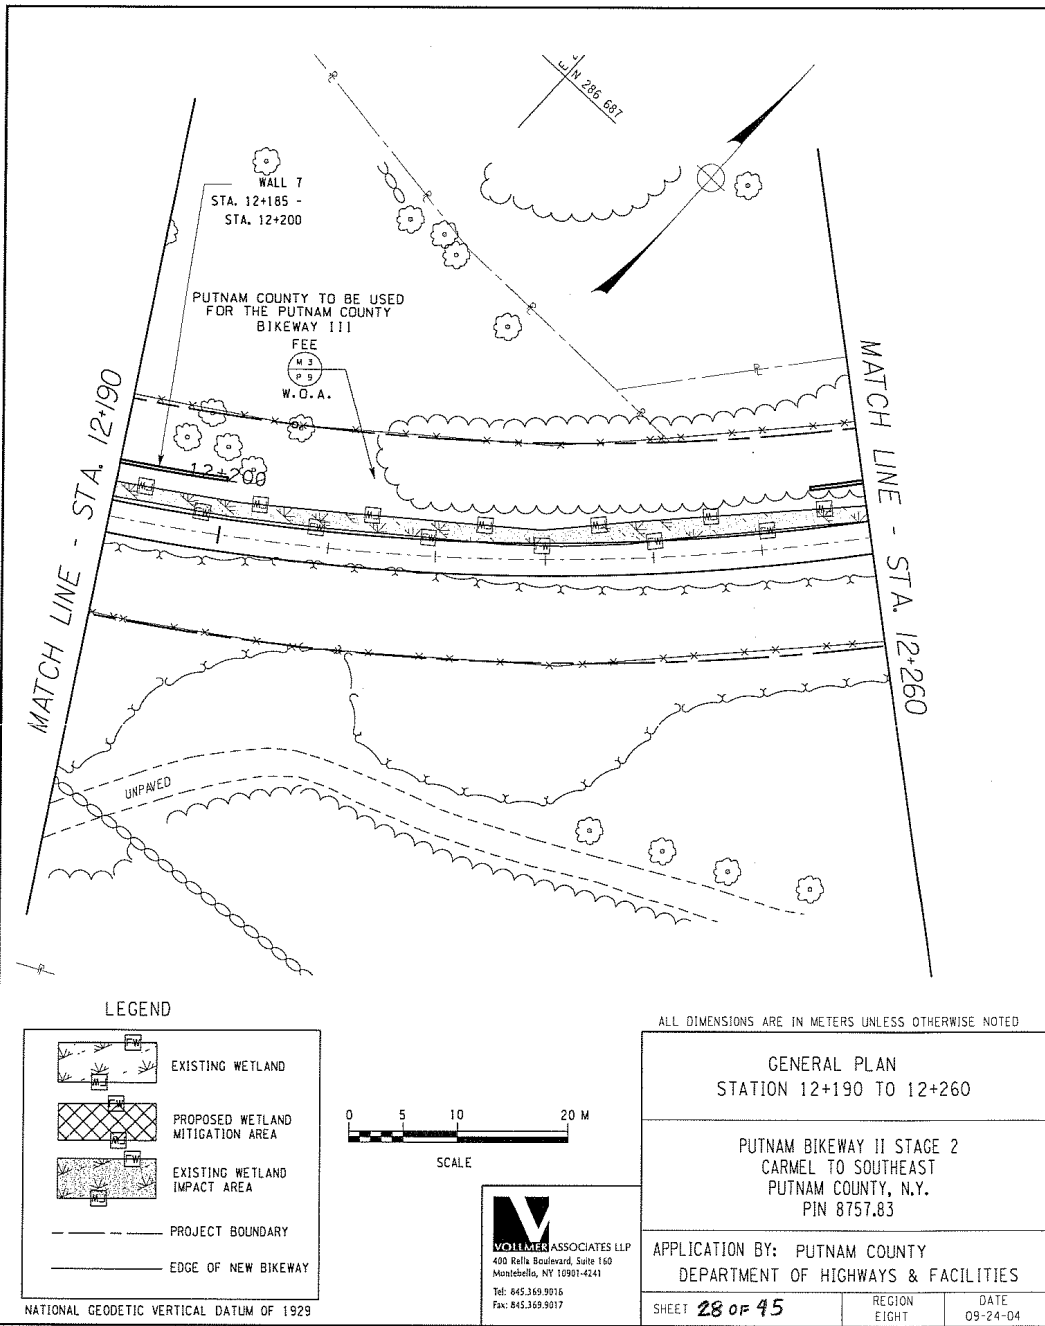 N 286 687
E
WALL 7
STA. 12+185 -
STA. 12+200
PUTNAM COUNTY TO BE USED
FOR THE PUTNAM COUNTY
BIKEWAY III
FEE
M 3
P 9
W.O.A.
MATCH LINE - STA. 12+190
12+200
MATCH LINE - STA. 12+260
UNPAVED
LEGEND
FW
EXISTING WETLAND
FW
PROPOSED WETLAND
MITIGATION AREA
FW
EXISTING WETLAND
IMPACT AREA
PROJECT BOUNDARY
EDGE OF NEW BIKEWAY
NATIONAL GEODETIC VERTICAL DATUM OF 1929
0 5 10 20 M
SCALE
VOLLMER ASSOCIATES LLP
400 Rella Boulevard, Suite 160
Montebello, NY 10901-4241
Tel: 845.369.9016
Fax: 845.369.9017
ALL DIMENSIONS ARE IN METERS UNLESS OTHERWISE NOTED
GENERAL PLAN
STATION 12+190 TO 12+260
PUTNAM BIKEWAY II STAGE 2
CARMEL TO SOUTHEAST
PUTNAM COUNTY, N.Y.
PIN 8757.83
APPLICATION BY: PUTNAM COUNTY
DEPARTMENT OF HIGHWAYS & FACILITIES
SHEET 28 OF 45
REGION
EIGHT
DATE
09-24-04